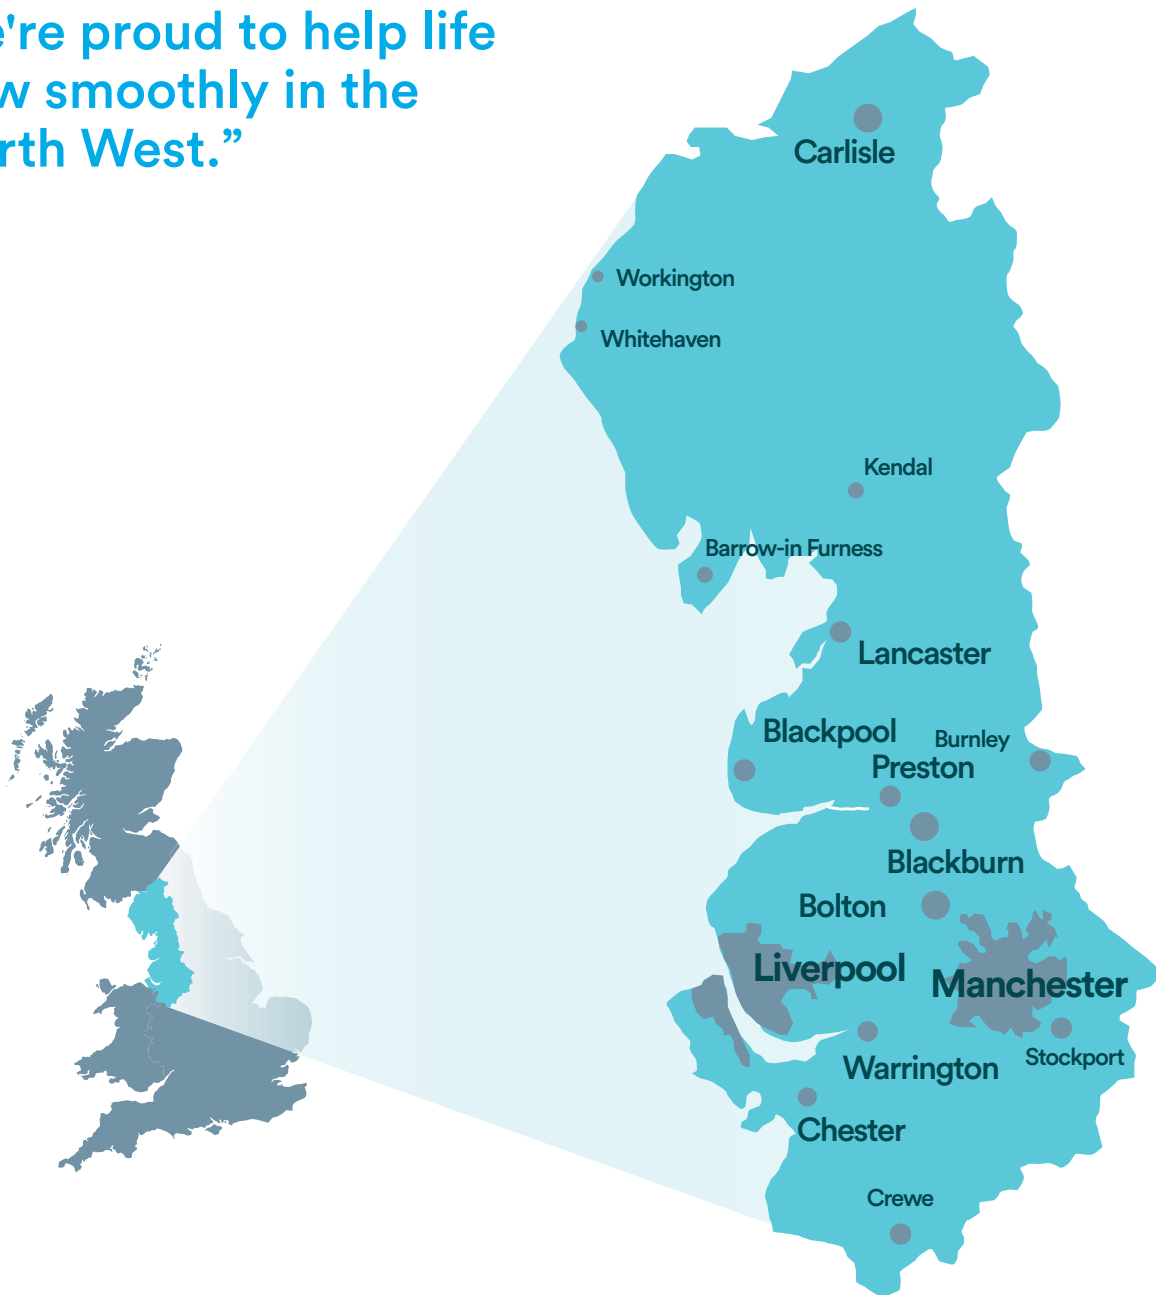 e're proud to help life
w smoothly in the
rth West.”
Carlisle
Workington
Whitehaven
Kendal
Barrow-in Furness
Lancaster
Blackpool
Burnley
Preston
Blackburn
Bolton
Liverpool
Manchester
Stockport
Warrington
Chester
Crewe